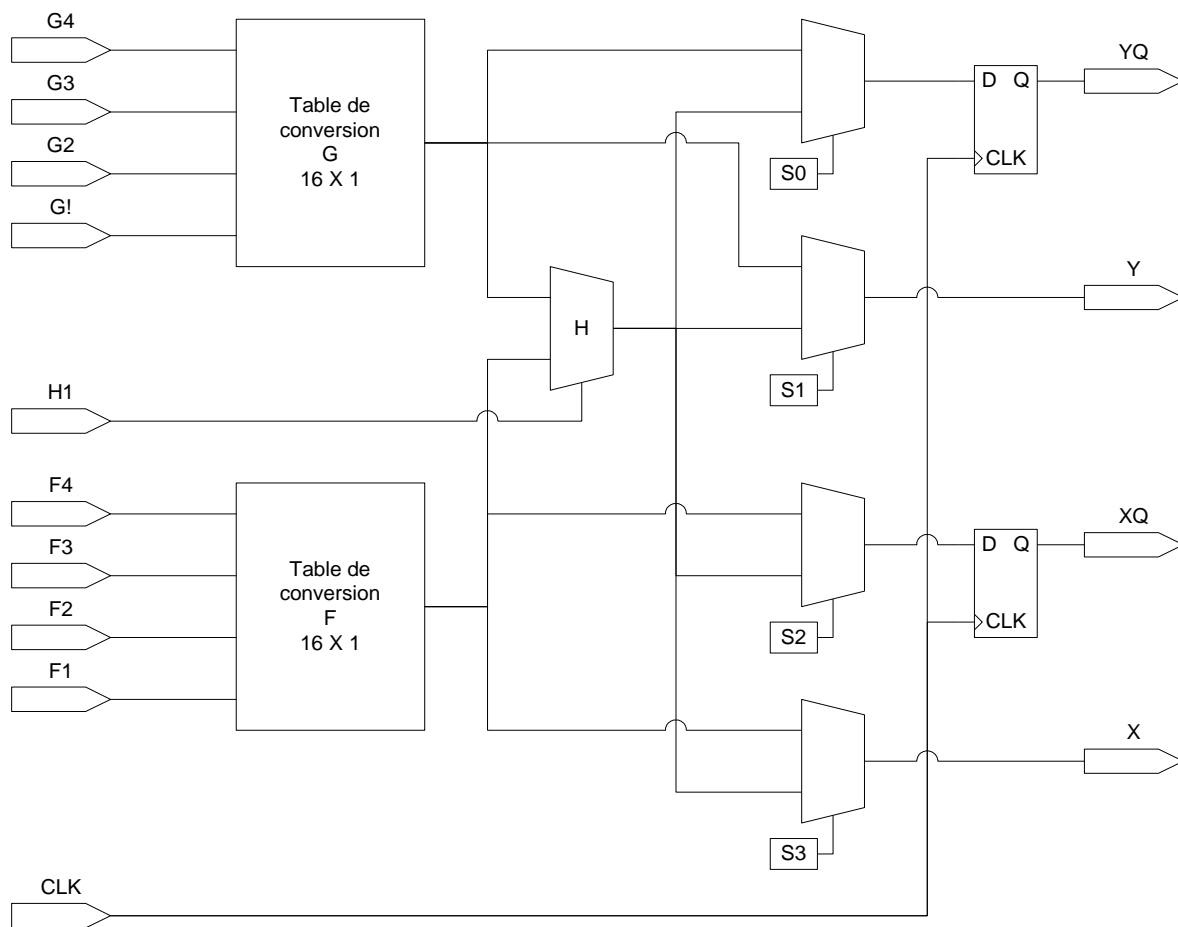 G4
G3
G2
G!
Table de
conversion
G
16 X 1
S0
D Q
CLK
YQ
S1
Y
H
H1
F4
F3
F2
F1
Table de
conversion
F
16 X 1
S2
D Q
CLK
XQ
S3
X
CLK